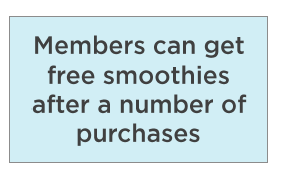 Members can get
free smoothies
after a number of
purchases